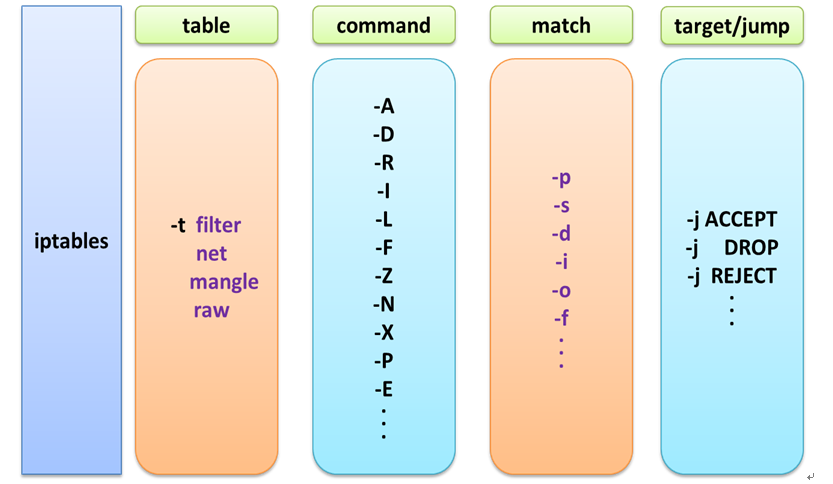 iptables
table
-t filter
net
mangle
raw
command
-A
-D
-R
-I
-L
-F
-Z
-N
-X
-P
-E
.
.
.
match
-p
-s
-d
-i
-o
-f
.
.
.
target/jump
-j ACCEPT
-j DROP
-j REJECT
.
.
.